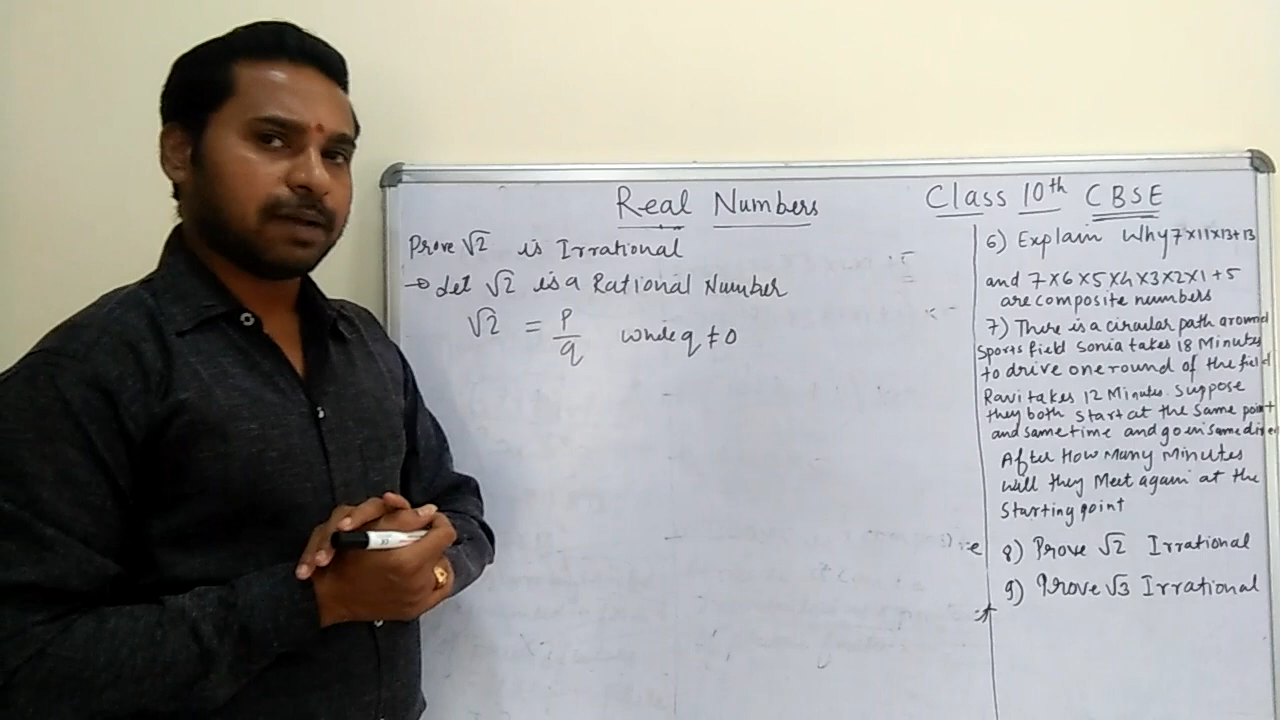 Real Numbers
Class 10th CBSE
Prove √2 is Irrational
→ Let √2 is a Rational Number
√2 = p/q where q ≠ 0
6) Explain Why 7×11×13+13
and 7×6×5×4×3×2×1+5
are composite numbers
7) There is a circular path around
Sports field Sonia takes 18 Minutes
to drive one round of the field
Ravi takes 12 Minutes. Suppose
they both start at the same point
and same time and go in same direc
After How Many Minutes
will they Meet again at the
starting point
8) Prove √2 Irrational
9) Prove √3 Irrational